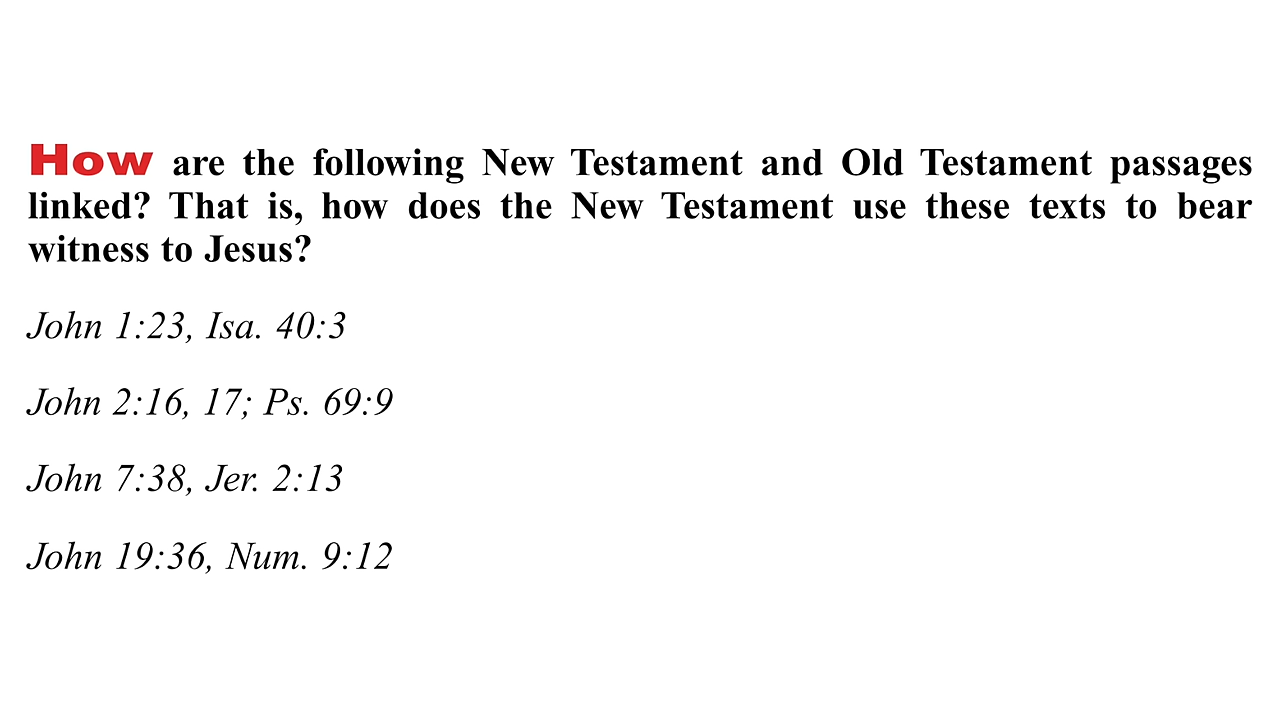 How are the following New Testament and Old Testament passages
linked? That is, how does the New Testament use these texts to bear
witness to Jesus?
John 1:23, Isa. 40:3
John 2:16, 17; Ps. 69:9
John 7:38, Jer. 2:13
John 19:36, Num. 9:12